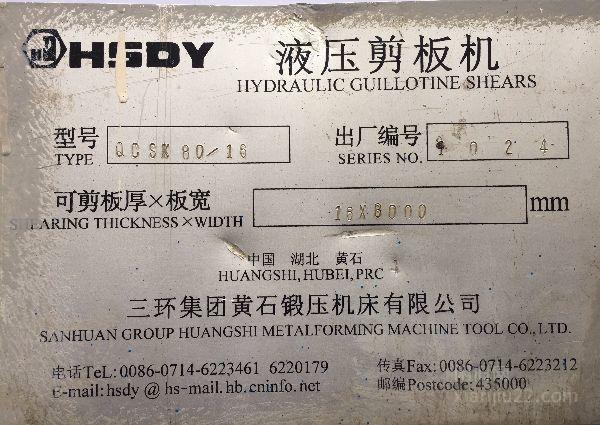 HSDY 液压剪板机
HYDRAULIC GUILLOTINE SHEARS
型号 QCSK 80/16 出厂编号 1024
TYPE SERIES NO.
可剪板厚×板宽 16X8000 mm
SHEARING THICKNESS×WIDTH
中国 湖北 黄石
HUANGSHI, HUBEI, PRC
三环集团黄石锻压机床有限公司
SANHUAN GROUP HUANGSHI METALFORMING MACHINE TOOL CO., LTD.
电话TeL:0086-0714-6223461 6220179 传真Fax:0086-0714-6223212
E-mail: hsdy @ hs-mail.hb.cninfo.net 邮编Postcode: 435000